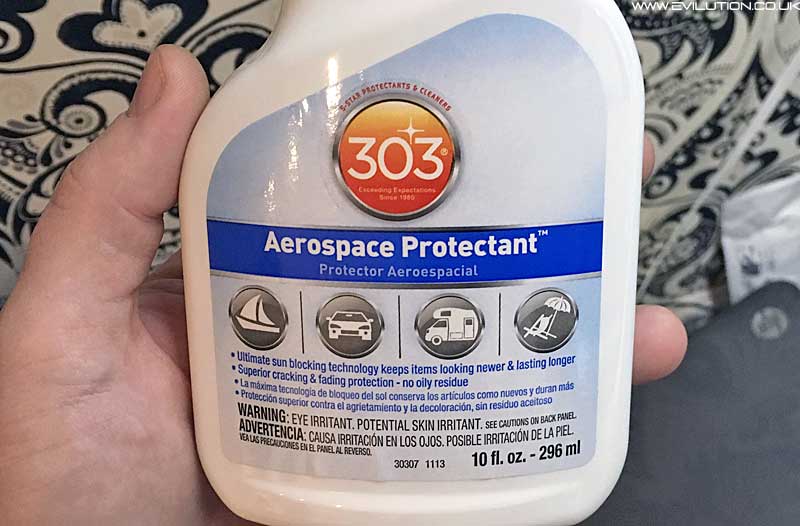 WWW.EVILUTION.CO.UK
5-STAR PROTECTANTS & CLEANERS
303®
Exceeding Expectations
Since 1980
Aerospace Protectant™
Protector Aeroespacial
• Ultimate sun blocking technology keeps items looking newer & lasting longer
• Superior cracking & fading protection - no oily residue
• La máxima tecnología de bloqueo del sol conserva los artículos como nuevos y duran más
• Protección superior contra el agrietamiento y la decoloración, sin residuo aceitoso
WARNING: EYE IRRITANT. POTENTIAL SKIN IRRITANT. SEE CAUTIONS ON BACK PANEL.
ADVERTENCIA: CAUSA IRRITACIÓN EN LOS OJOS. POSIBLE IRRITACIÓN DE LA PIEL.
VEA LAS PRECAUCIONES EN EL PANEL AL REVERSO.
30307 1113
10 fl. oz. - 296 ml